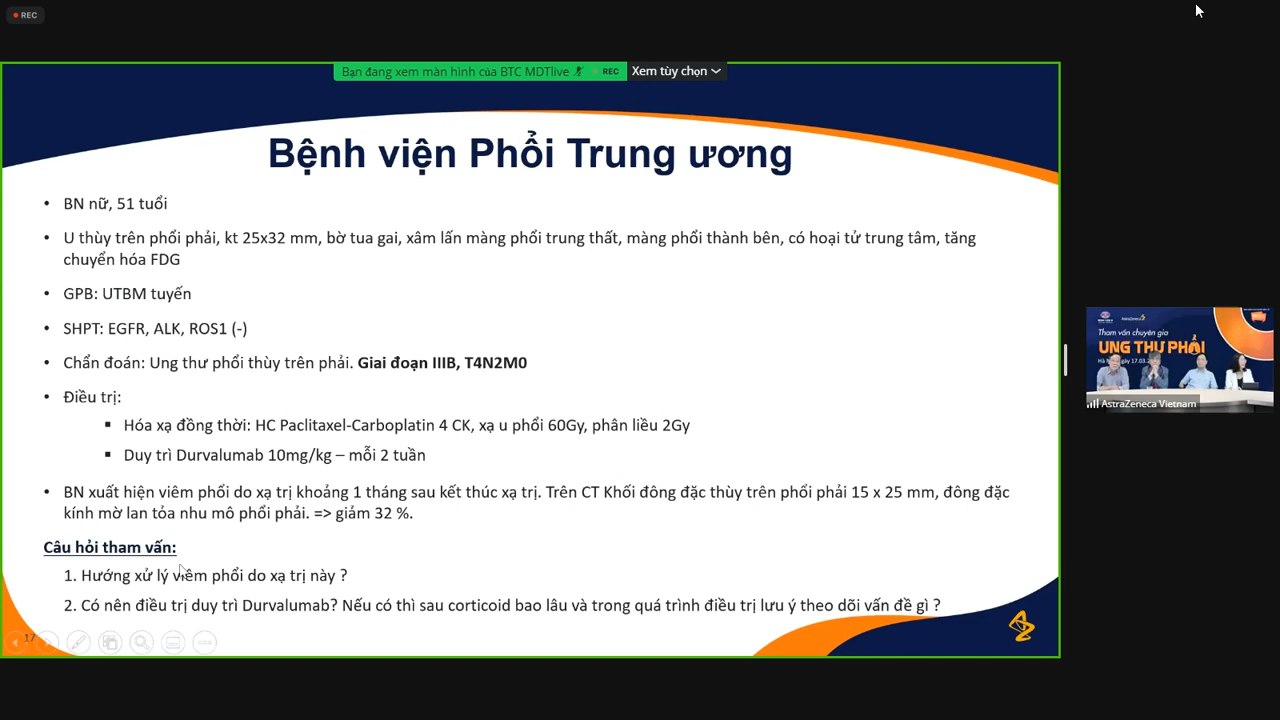 REC
Bạn đang xem màn hình của BTC MDTlive
REC
Xem tùy chọn
Bệnh viện Phổi Trung ương
• BN nữ, 51 tuổi
• U thùy trên phổi phải, kt 25x32 mm, bờ tua gai, xâm lấn màng phổi trung thất, màng phổi thành bên, có hoại tử trung tâm, tăng
chuyển hóa FDG
• GPB: UTBM tuyến
• SHPT: EGFR, ALK, ROS1 (-)
• Chẩn đoán: Ung thư phổi thùy trên phải. Giai đoạn IIIB, T4N2M0
• Điều trị:
▪ Hóa xạ đồng thời: HC Paclitaxel-Carboplatin 4 CK, xạ u phổi 60Gy, phân liều 2Gy
▪ Duy trì Durvalumab 10mg/kg – mỗi 2 tuần
• BN xuất hiện viêm phổi do xạ trị khoảng 1 tháng sau kết thúc xạ trị. Trên CT Khối đông đặc thùy trên phổi phải 15 x 25 mm, đông đặc
kính mờ lan tỏa nhu mô phổi phải. => giảm 32 %.
Câu hỏi tham vấn:
1. Hướng xử lý viêm phổi do xạ trị này ?
2. Có nên điều trị duy trì Durvalumab? Nếu có thì sau corticoid bao lâu và trong quá trình điều trị lưu ý theo dõi vấn đề gì ?
17
AstraZeneca
Tham vấn chuyên gia
UNG THƯ PHỔI
AstraZeneca Vietnam